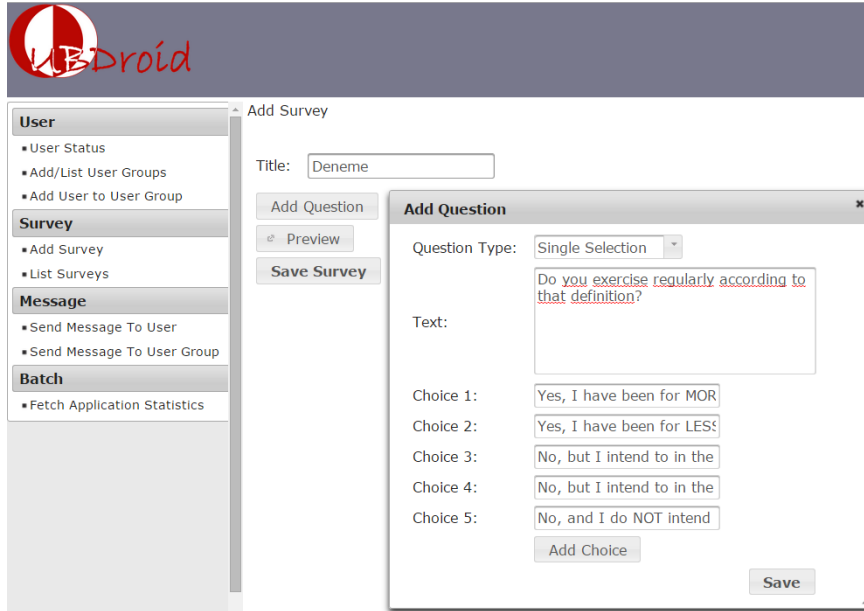 UBDroid
Add Survey
User
User Status
Add/List User Groups
Add User to User Group
Survey
Add Survey
List Surveys
Message
Send Message To User
Send Message To User Group
Batch
Fetch Application Statistics
Title: Deneme
Add Question
Preview
Save Survey
Add Question
Question Type: Single Selection
Text:
Do you exercise regularly according to
that definition?
Choice 1: Yes, I have been for MOR
Choice 2: Yes, I have been for LESS
Choice 3: No, but I intend to in the
Choice 4: No, but I intend to in the
Choice 5: No, and I do NOT intend
Add Choice
Save